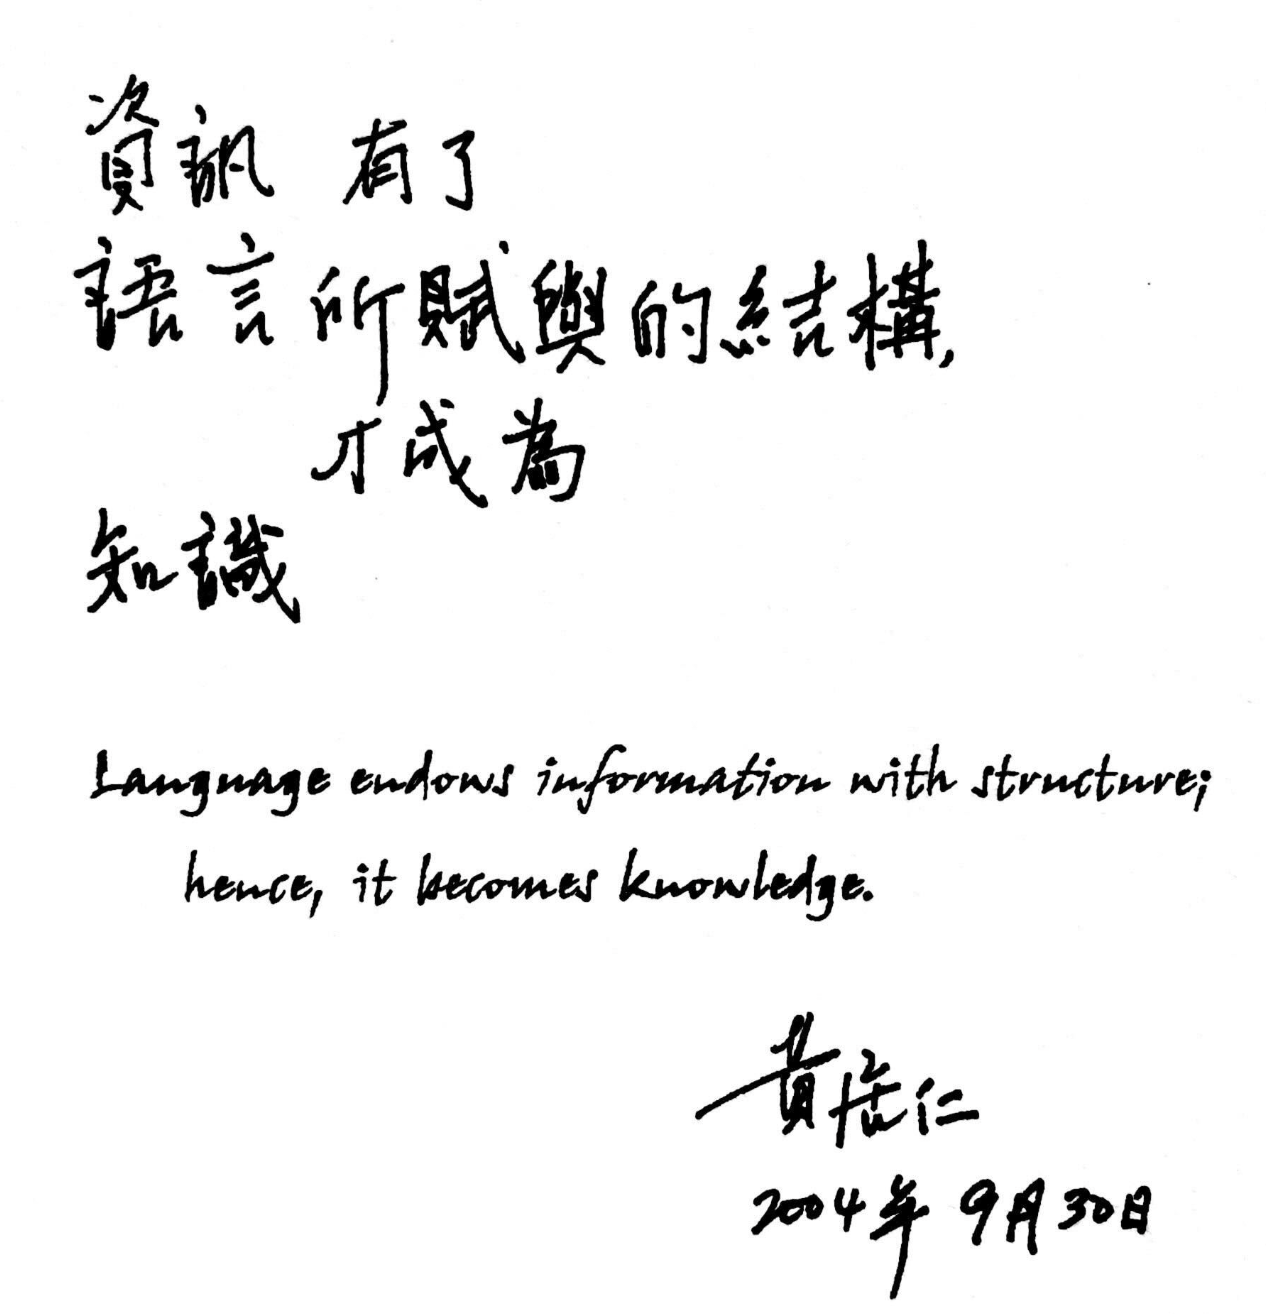 資訊 有了
語言所賦與的結構,
才成為
知識
Language endows information with structure;
hence, it becomes knowledge.
黃居仁
2004年 9月30日